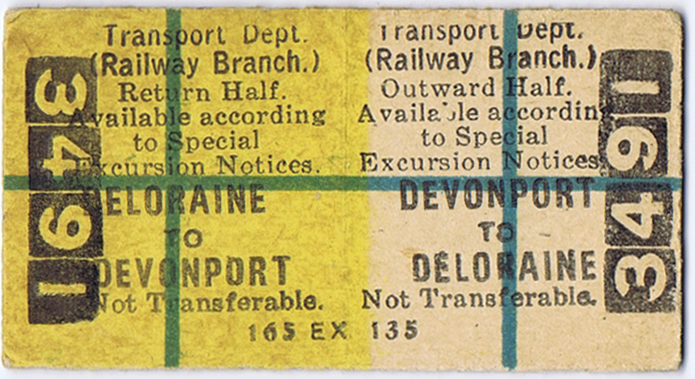 3491
Transport Dept.
(Railway Branch.)
Return Half.
Available according
to Special
Excursion Notices.
DELORAINE
TO
DEVONPORT
Not Transferable.
Transport Dept.
(Railway Branch.)
Outward Half.
Available according
to Special
Excursion Notices
DEVONPORT
TO
DELORAINE
Not Transferable.
3491
165 EX 135